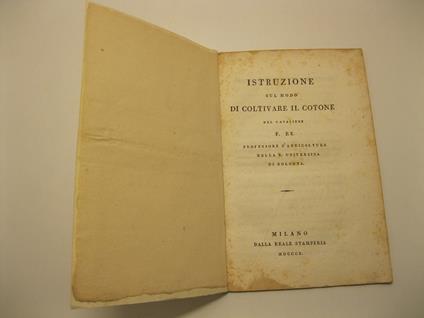 ISTRUZIONE
SUL MODO
DI COLTIVARE IL COTONE
DEL CAVALIERE
F. RE
PROFESSORE D'AGRICOLTURA
NELLA R. UNIVERSITA
DI BOLOGNA.
MILANO
DALLA REALE STAMPERIA
MDCCCX.